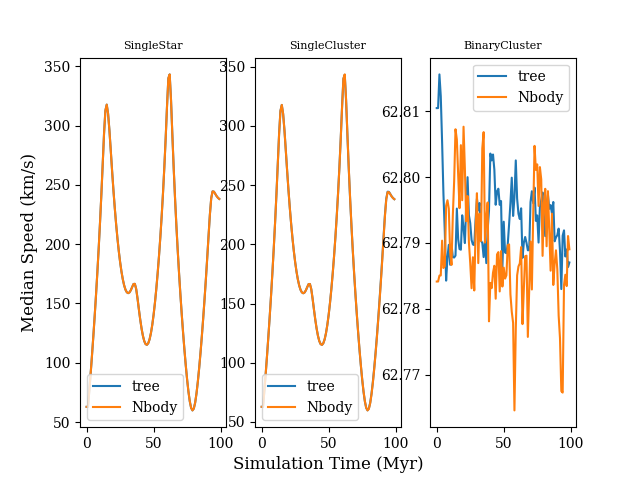 SingleStar
SingleCluster
BinaryCluster
Median Speed (km/s)
350
300
250
200
150
100
50
0
50
100
tree
Nbody
350
300
250
200
150
100
50
0
50
100
tree
Nbody
62.81
62.80
62.79
62.78
62.77
0
50
100
tree
Nbody
Simulation Time (Myr)